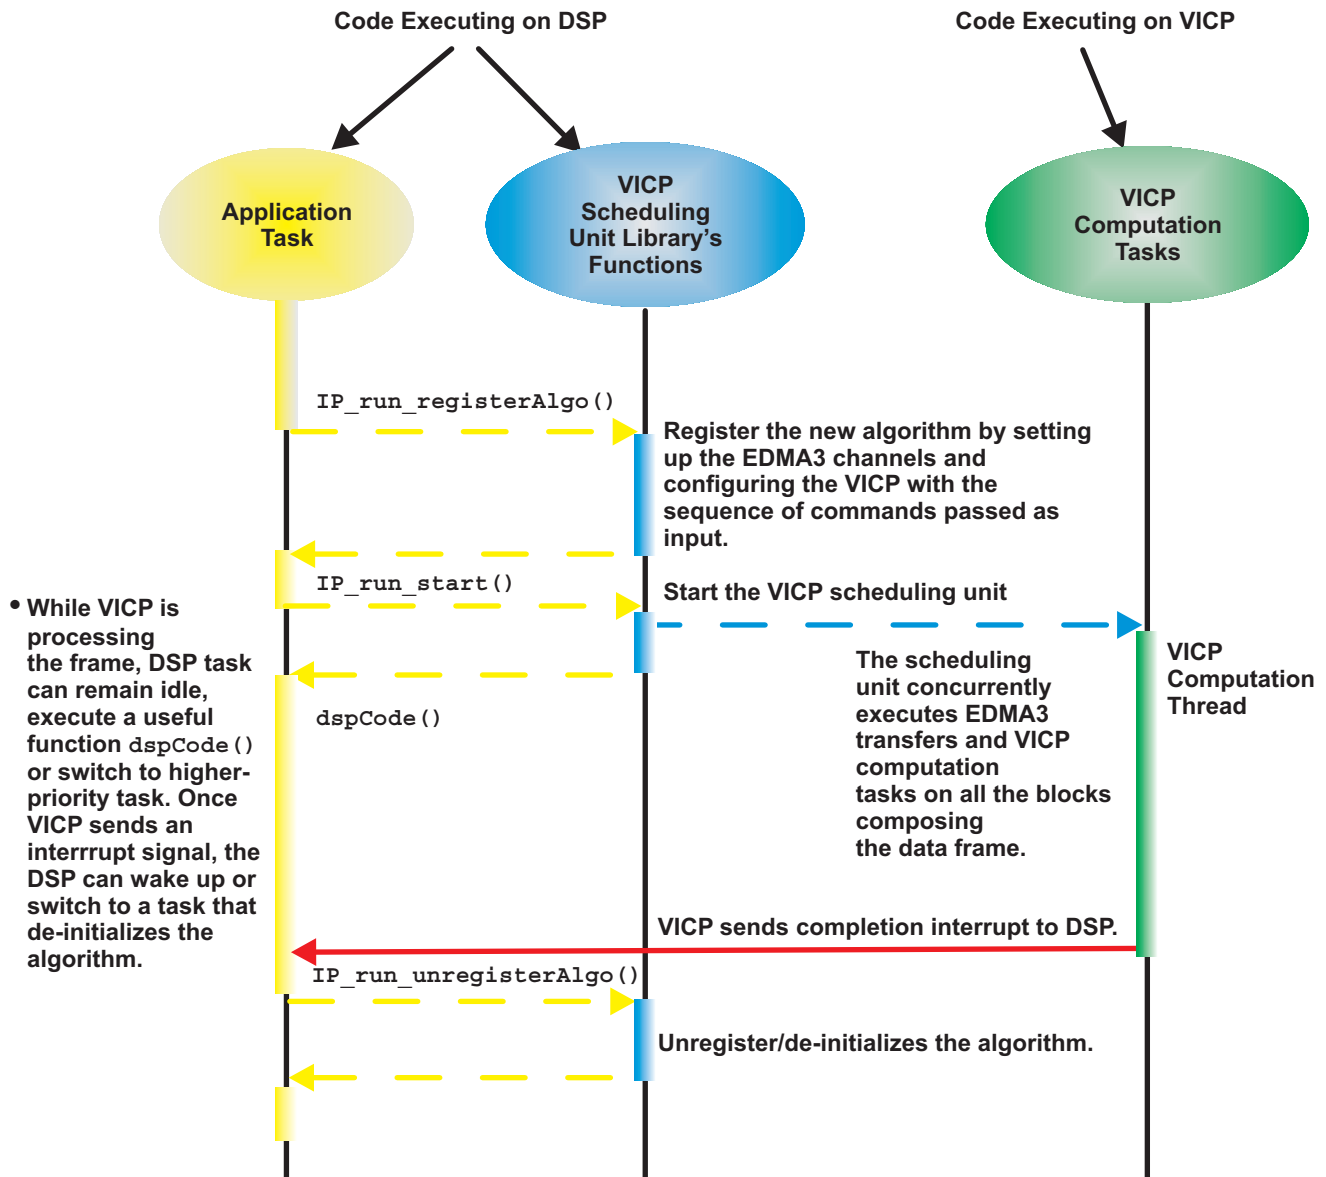 Code Executing on DSP
Code Executing on VICP
Application
Task
VICP
Scheduling
Unit Library's
Functions
VICP
Computation
Tasks
IP_run_registerAlgo()
Register the new algorithm by setting
up the EDMA3 channels and
configuring the VICP with the
sequence of commands passed as
input.
IP_run_start()
Start the VICP scheduling unit
• While VICP is
processing
the frame, DSP task
can remain idle,
execute a useful
function dspCode()
or switch to higher-
priority task. Once
VICP sends an
interrrupt signal, the
DSP can wake up or
switch to a task that
de-initializes the
algorithm.
dspCode()
The scheduling
unit concurrently
executes EDMA3
transfers and VICP
computation
tasks on all the blocks
composing
the data frame.
VICP
Computation
Thread
VICP sends completion interrupt to DSP.
IP_run_unregisterAlgo()
Unregister/de-initializes the algorithm.